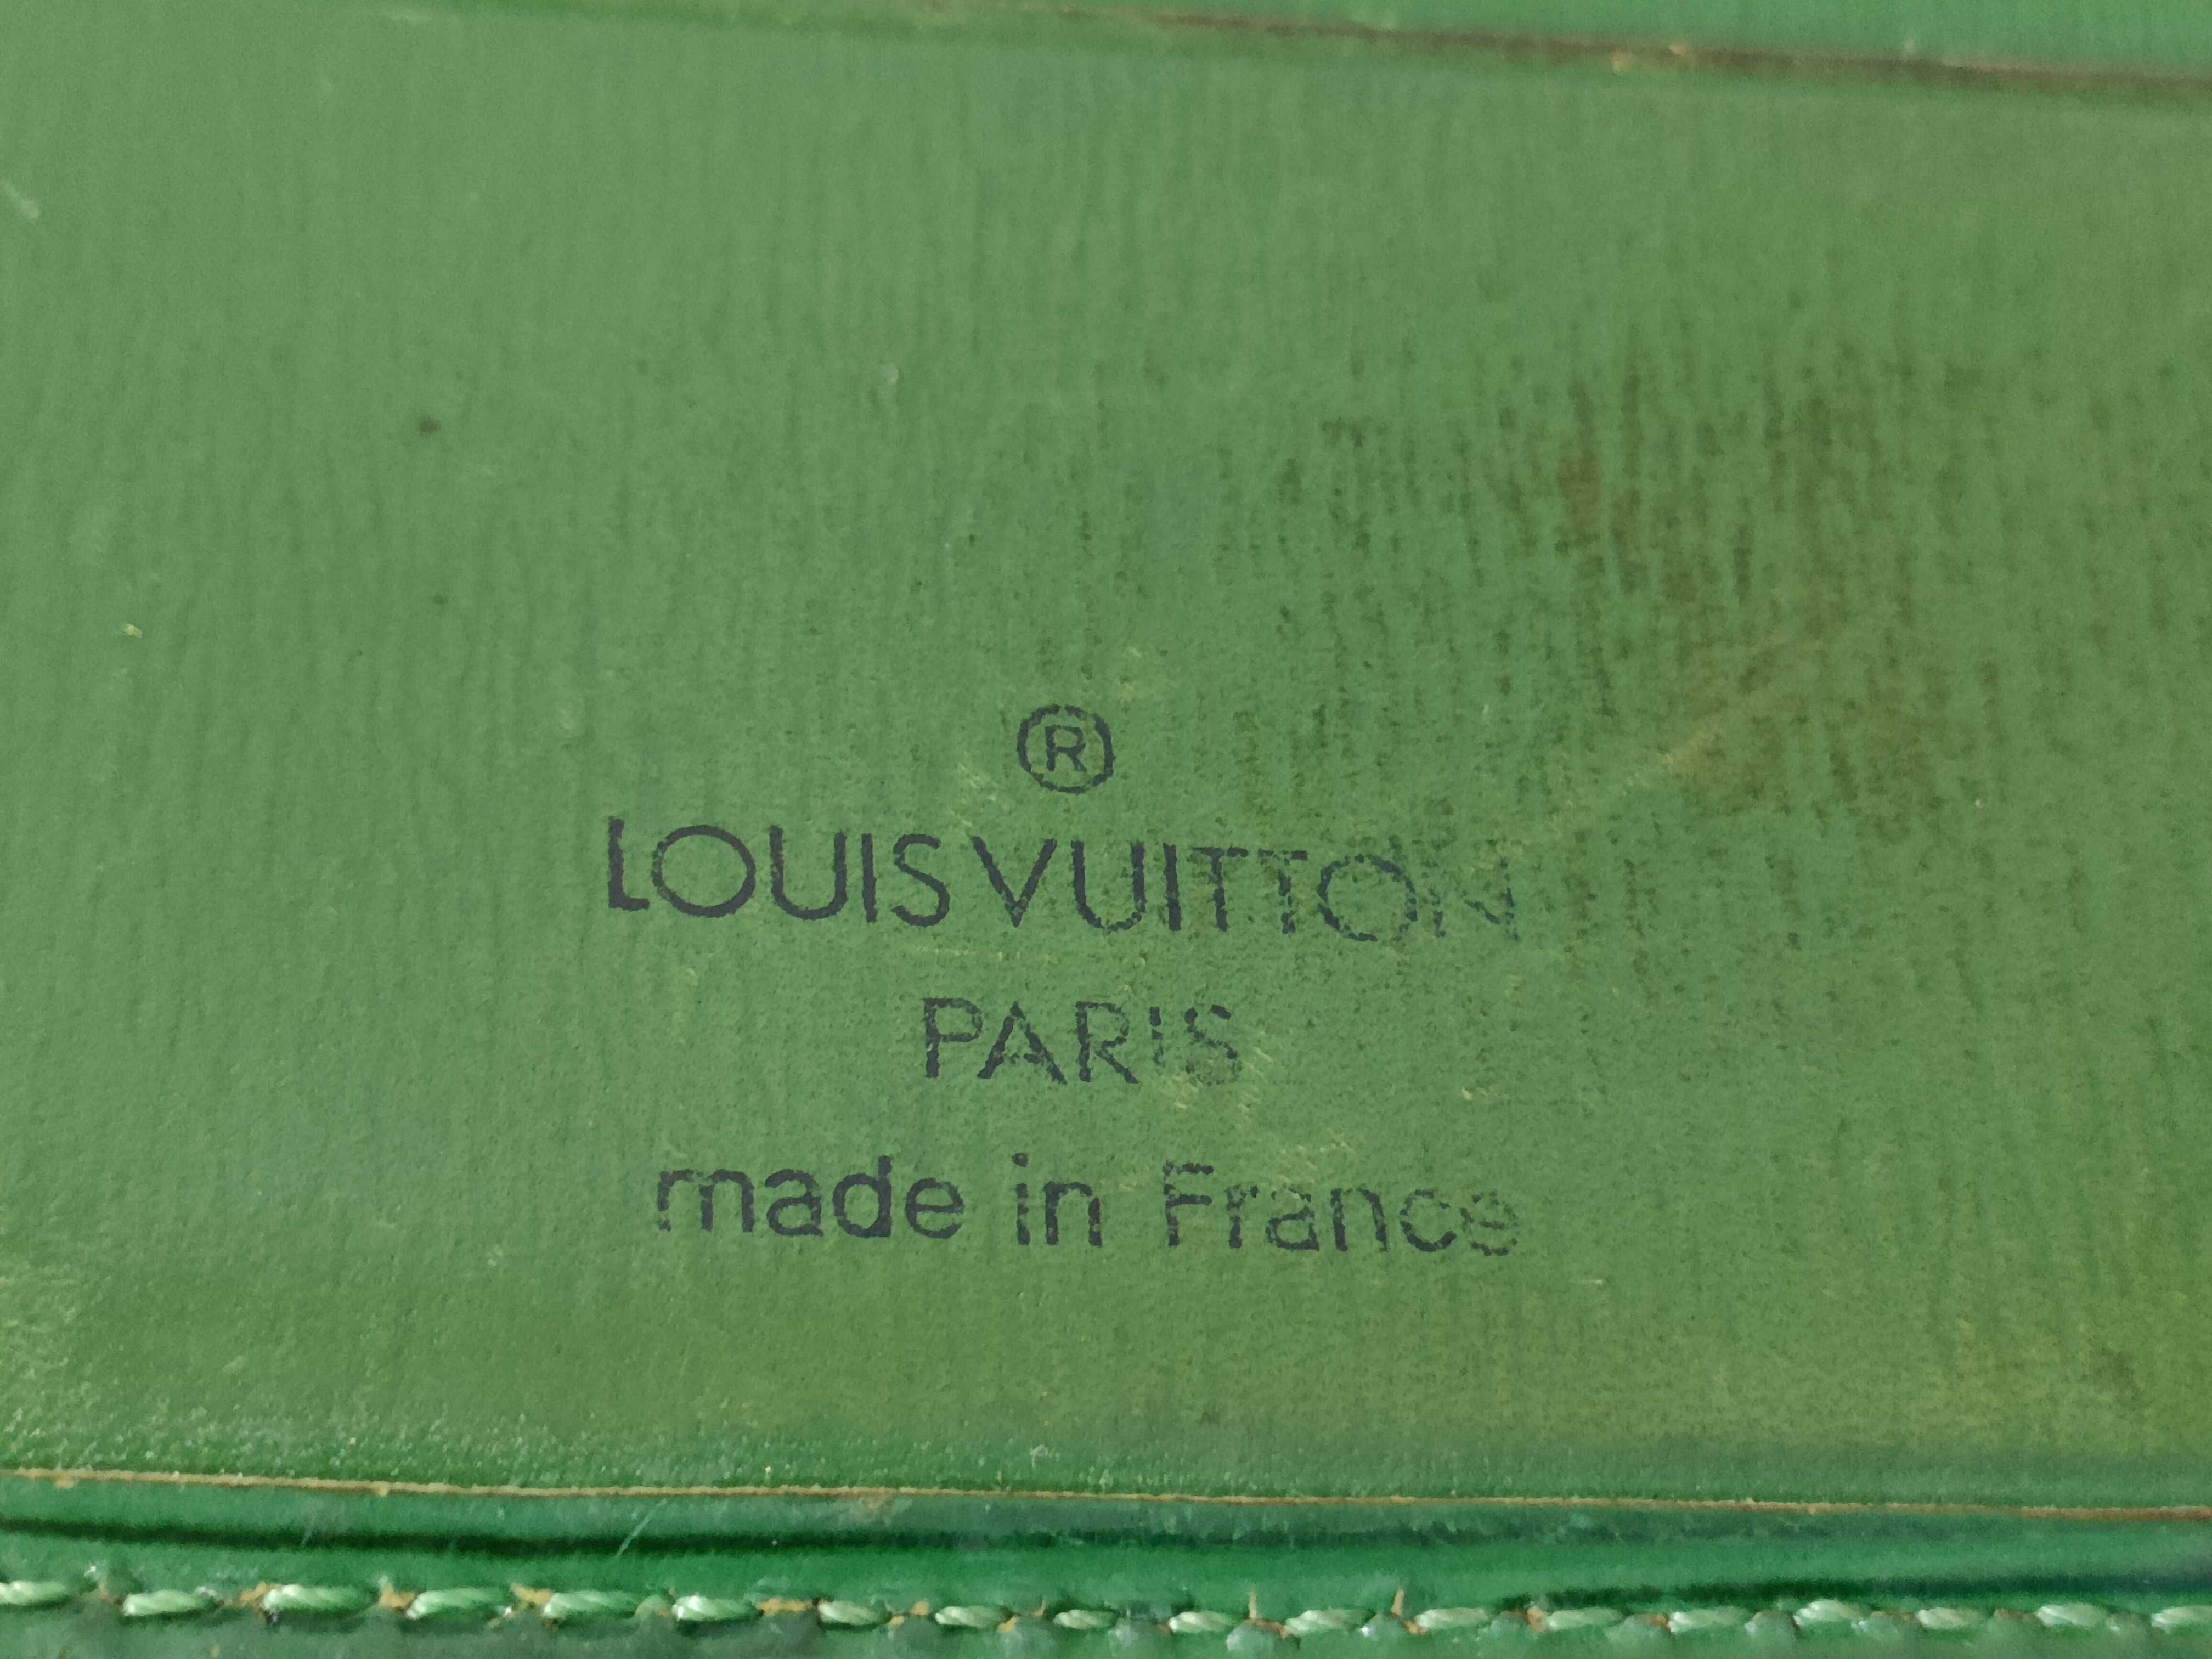 ®
LOUIS VUITTON
PARIS
made in France